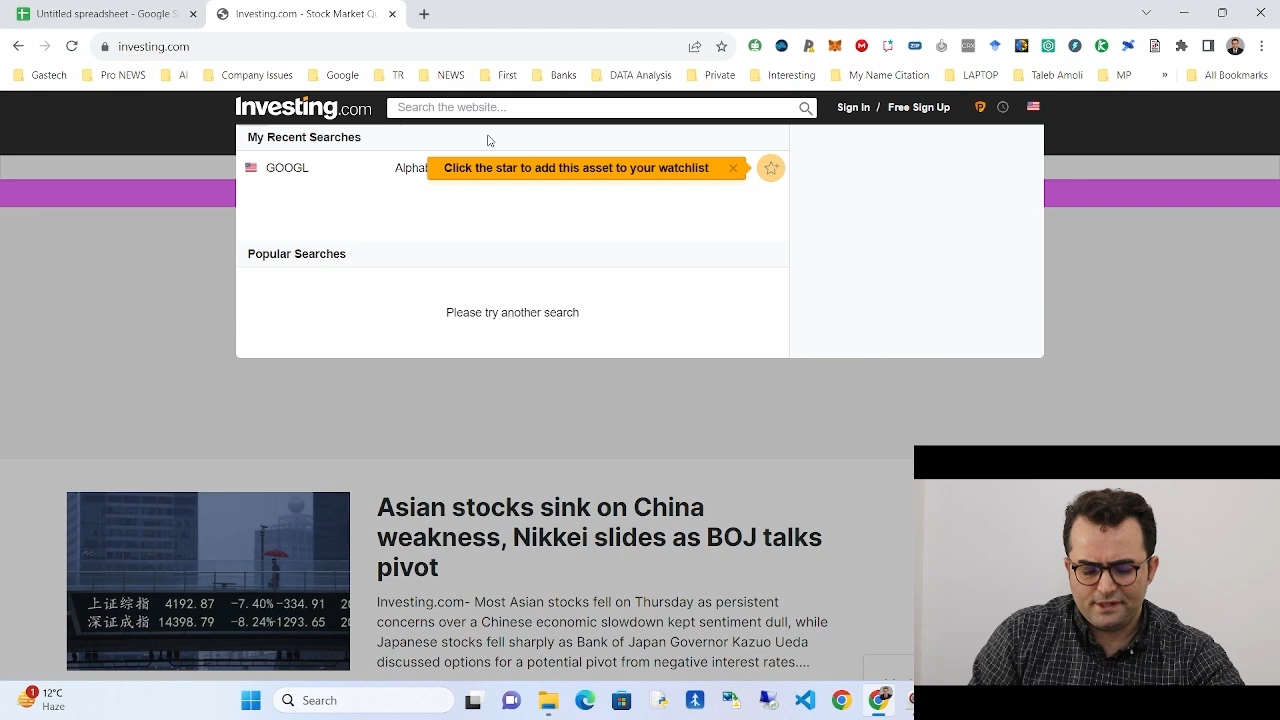 Untitled spreadsheet - Google S
Investing.com - Stock Market Qu
investing.com
ZIP
CRX
Gastech
Pro NEWS
AI
Company Issues
Google
TR
NEWS
First
Banks
DATA Analysis
Private
Interesting
My Name Citation
LAPTOP
Taleb Amoli
MP
»
All Bookmarks
Investing.com
Search the website...
Sign In / Free Sign Up
My Recent Searches
GOOGL
Alphab
Click the star to add this asset to your watchlist
Popular Searches
Please try another search
Asian stocks sink on China
weakness, Nikkei slides as BOJ talks
pivot
Investing.com- Most Asian stocks fell on Thursday as persistent
concerns over a Chinese economic slowdown kept sentiment dull, while
Japanese stocks fell sharply as Bank of Japan Governor Kazuo Ueda
discussed options for a potential pivot from negative interest rates....
上证综指 4192.87 -7.40% -334.91 20
深证成指 14398.79 -8.24% -1293.65 20
1
12°C
Haze
Search